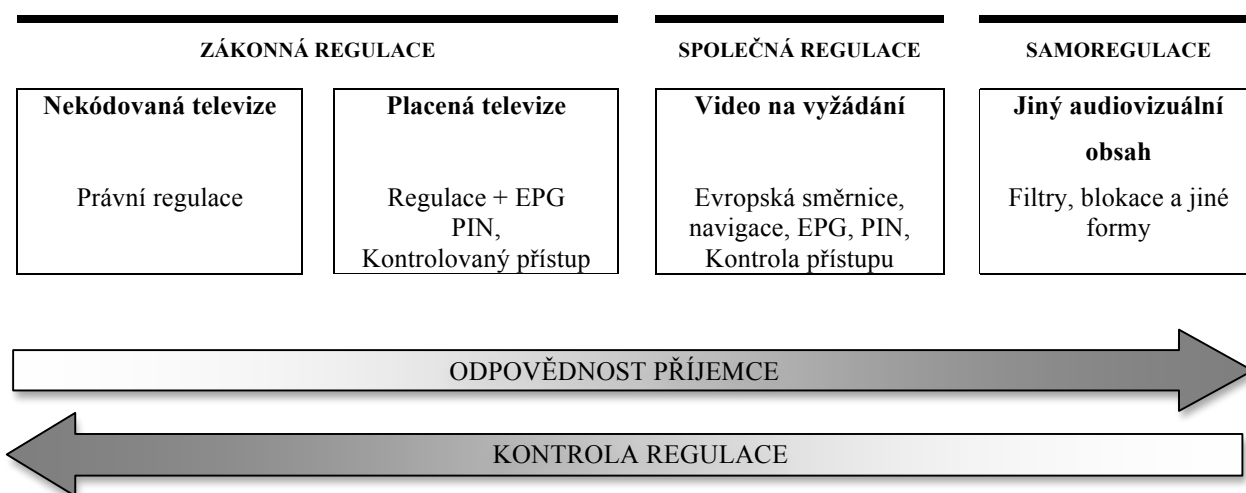 ZÁKONNÁ REGULACE
SPOLEČNÁ REGULACE
SAMOREGULACE
Nekódovaná televize
Právní regulace
Placená televize
Regulace + EPG
PIN,
Kontrolovaný přístup
Video na vyžádání
Evropská směrnice,
navigace, EPG, PIN,
Kontrola přístupu
Jiný audiovizuální
obsah
Filtry, blokace a jiné
formy
ODPOVĚDNOST PŘÍJEMCE
KONTROLA REGULACE